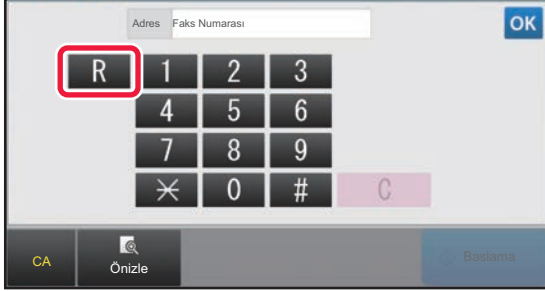 Adres Faks Numarası OK
R 1 2 3
4 5 6
7 8 9
* 0 # C
CA Önizle Başlama